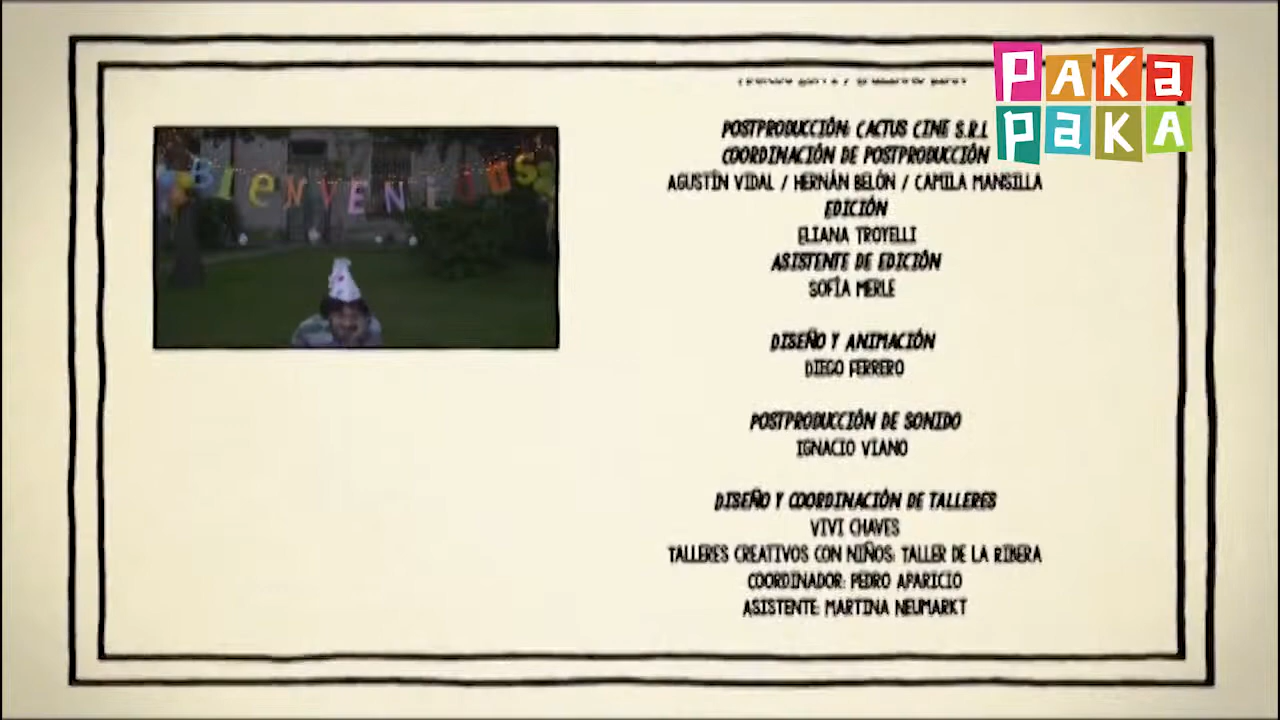 PAKA
PAKA
BIENVENIDOS
POSTPRODUCCIÓN: CACTUS CINE S.R.L
COORDINACIÓN DE POSTPRODUCCIÓN
AGUSTÍN VIDAL / HERNÁN BELÓN / CAMILA MANSILLA
EDICIÓN
ELIANA TROYELLI
ASISTENTE DE EDICIÓN
SOFÍA MERLE
DISEÑO Y ANIMACIÓN
DIEGO FERRERO
POSTPRODUCCIÓN DE SONIDO
IGNACIO VIANO
DISEÑO Y COORDINACIÓN DE TALLERES
VIVI CHAVES
TALLERES CREATIVOS CON NIÑOS: TALLER DE LA RIBERA
COORDINADOR: PEDRO APARICIO
ASISTENTE: MARTINA NEUMARKT